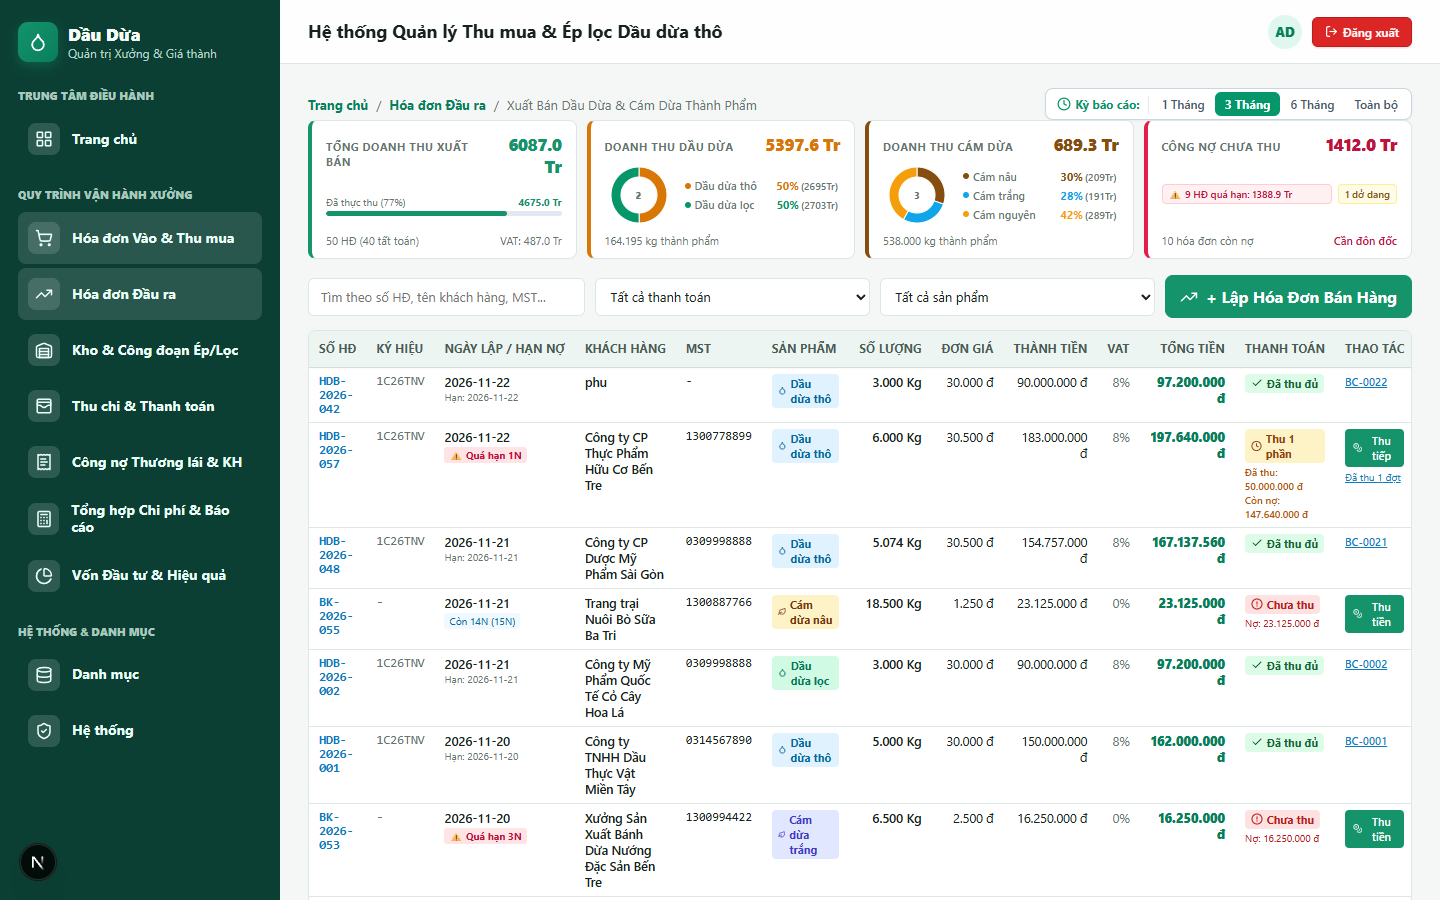 Dầu Dừa
Quản trị Xưởng & Giá thành
TRUNG TÂM ĐIỀU HÀNH
Trang chủ
QUY TRÌNH VẬN HÀNH XƯỞNG
Hóa đơn Vào & Thu mua
Hóa đơn Đầu ra
Kho & Công đoạn Ép/Lọc
Thu chi & Thanh toán
Công nợ Thương lái & KH
Tổng hợp Chi phí & Báo
cáo
Vốn Đầu tư & Hiệu quả
HỆ THỐNG & DANH MỤC
Danh mục
Hệ thống
N
Hệ thống Quản lý Thu mua & Ép lọc Dầu dừa thô
AD
Đăng xuất
Trang chủ / Hóa đơn Đầu ra / Xuất Bán Dầu Dừa & Cám Dừa Thành Phẩm
Kỳ báo cáo: 1 Tháng 3 Tháng 6 Tháng Toàn bộ
TỔNG DOANH THU XUẤT
BÁN
6087.0
Tr
Đã thực thu (77%) 4675.0 Tr
50 HĐ (40 tất toán) VAT: 487.0 Tr
DOANH THU DẦU DỪA 5397.6 Tr
2
Dầu dừa thô 50% (2695Tr)
Dầu dừa lọc 50% (2703Tr)
164.195 kg thành phẩm
DOANH THU CÁM DỪA 689.3 Tr
3
Cám nâu 30% (209Tr)
Cám trắng 28% (191Tr)
Cám nguyên 42% (289Tr)
538.000 kg thành phẩm
CÔNG NỢ CHƯA THU 1412.0 Tr
9 HĐ quá hạn: 1388.9 Tr 1 dở dang
10 hóa đơn còn nợ Cần đôn đốc
Tìm theo số HĐ, tên khách hàng, MST...
Tất cả thanh toán
Tất cả sản phẩm
+ Lập Hóa Đơn Bán Hàng
SỐ HĐ KÝ HIỆU NGÀY LẬP / HẠN NỢ KHÁCH HÀNG MST SẢN PHẨM SỐ LƯỢNG ĐƠN GIÁ THÀNH TIỀN VAT TỔNG TIỀN THANH TOÁN THAO TÁC
HDB-
2026-
042
1C26TNV
2026-11-22
Hạn: 2026-11-22
phu
-
Dầu
dừa thô
3.000 Kg
30.000 đ
90.000.000 đ
8%
97.200.000
đ
Đã thu đủ
BC-0022
HDB-
2026-
057
1C26TNV
2026-11-22
Quá hạn 1N
Công ty CP
Thực Phẩm
Hữu Cơ Bến
Tre
1300778899
Dầu
dừa thô
6.000 Kg
30.500 đ
183.000.000
đ
8%
197.640.000
đ
Thu 1
phần
Đã thu:
50.000.000 đ
Còn nợ:
147.640.000 đ
Thu
tiếp
Đã thu 1 đợt
HDB-
2026-
048
1C26TNV
2026-11-21
Hạn: 2026-11-21
Công ty CP
Dược Mỹ
Phẩm Sài Gòn
0309998888
Dầu
dừa thô
5.074 Kg
30.500 đ
154.757.000
đ
8%
167.137.560
đ
Đã thu đủ
BC-0021
BK-
2026-
055
-
2026-11-21
Còn 14N (15N)
Trang trại
Nuôi Bò Sữa
Ba Tri
1300887766
Cám
dừa nâu
18.500 Kg
1.250 đ
23.125.000 đ
0%
23.125.000
đ
Chưa thu
Nợ: 23.125.000 đ
Thu
tiền
HDB-
2026-
002
1C26TNV
2026-11-21
Hạn: 2026-11-21
Công ty Mỹ
Phẩm Quốc
Tế Cỏ Cây
Hoa Lá
0309998888
Dầu
dừa lọc
3.000 Kg
30.000 đ
90.000.000 đ
8%
97.200.000
đ
Đã thu đủ
BC-0002
HDB-
2026-
001
1C26TNV
2026-11-20
Hạn: 2026-11-20
Công ty
TNHH Dầu
Thực Vật
Miền Tây
0314567890
Dầu
dừa thô
5.000 Kg
30.000 đ
150.000.000
đ
8%
162.000.000
đ
Đã thu đủ
BC-0001
BK-
2026-
053
-
2026-11-20
Quá hạn 3N
Xưởng Sản
Xuất Bánh
Dừa Nướng
Đặc Sản Bến
Tre
1300994422
Cám
dừa
trắng
6.500 Kg
2.500 đ
16.250.000 đ
0%
16.250.000
đ
Chưa thu
Nợ: 16.250.000 đ
Thu
tiền